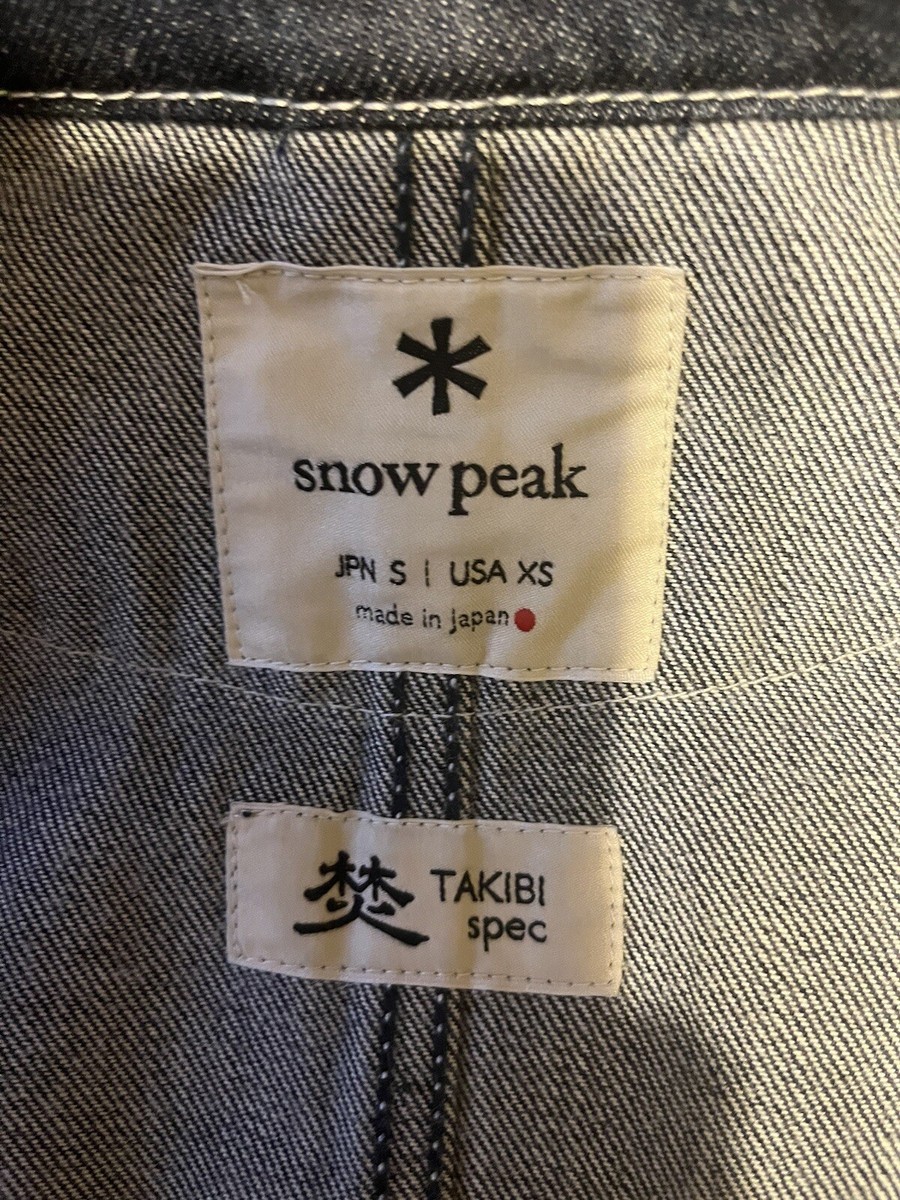 snow peak
JPN S | USA XS
made in Japan
焚 TAKIBI
spec